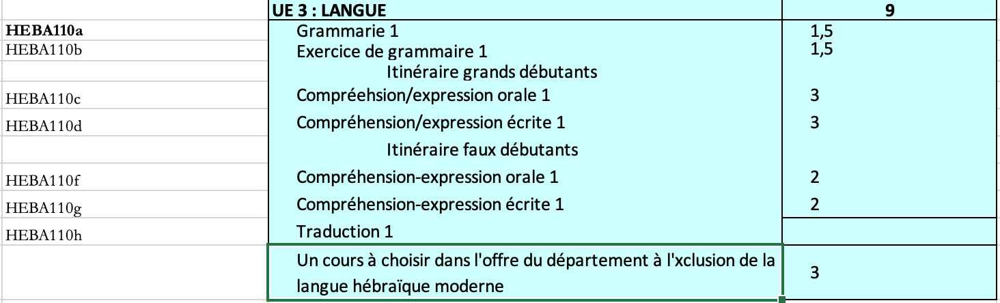 UE 3 : LANGUE 9
HEBA110a Grammarie 1 1,5
HEBA110b Exercice de grammaire 1 1,5
Itinéraire grands débutants
HEBA110c Compréehsion/expression orale 1 3
HEBA110d Compréhension/expression écrite 1 3
Itinéraire faux débutants
HEBA110f Compréhension-expression orale 1 2
HEBA110g Compréhension-expression écrite 1 2
HEBA110h Traduction 1
Un cours à choisir dans l'offre du département à l'xclusion de la
langue hébraïque moderne 3